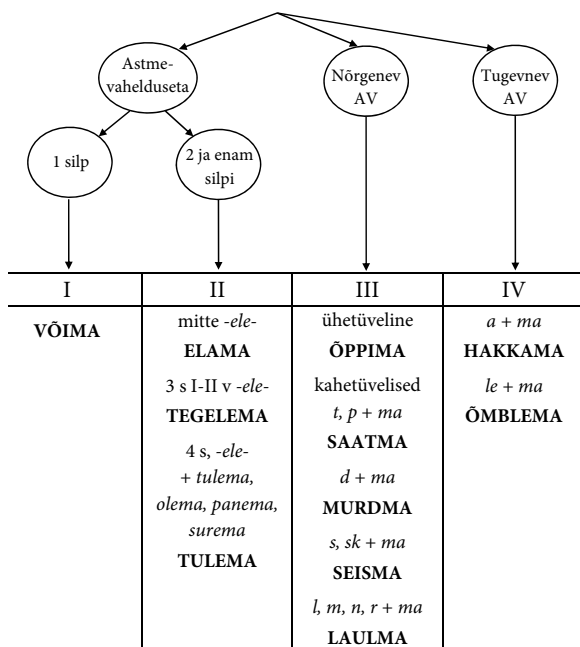 Astme-
vahelduseta
Nõrgenev
AV
Tugevnev
AV
1 silp
2 ja enam
silpi
I
II
III
IV
VÕIMA
mitte -ele-
ELAMA
3 s I-II v -ele-
TEGELEMA
4 s, -ele-
+ tulema,
olema, panema,
surema
TULEMA
ühetüveline
ÕPPIMA
kahetüvelised
t, p + ma
SAATMA
d + ma
MURDMA
s, sk + ma
SEISMA
l, m, n, r + ma
LAULMA
a + ma
HAKKAMA
le + ma
ÕMBLEMA